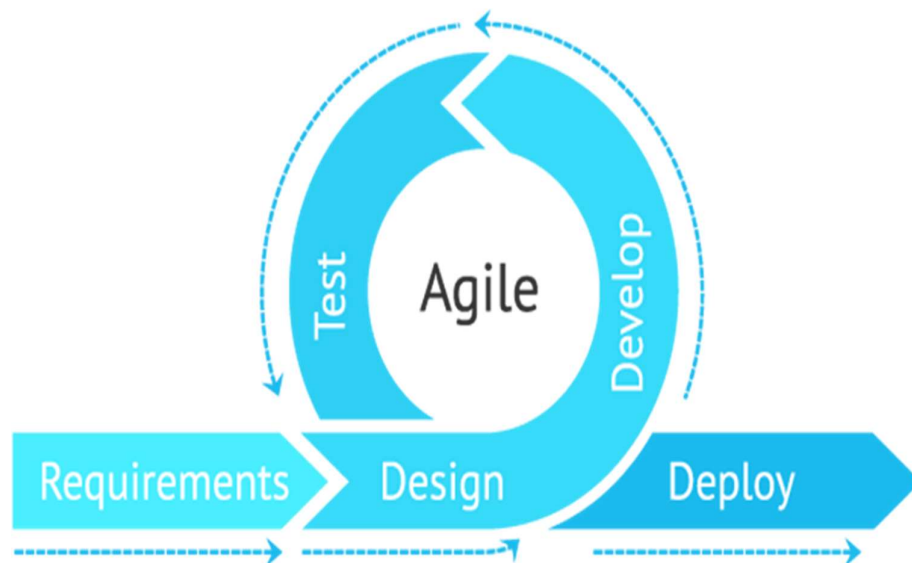 Agile
Test
Develop
Requirements
Design
Deploy